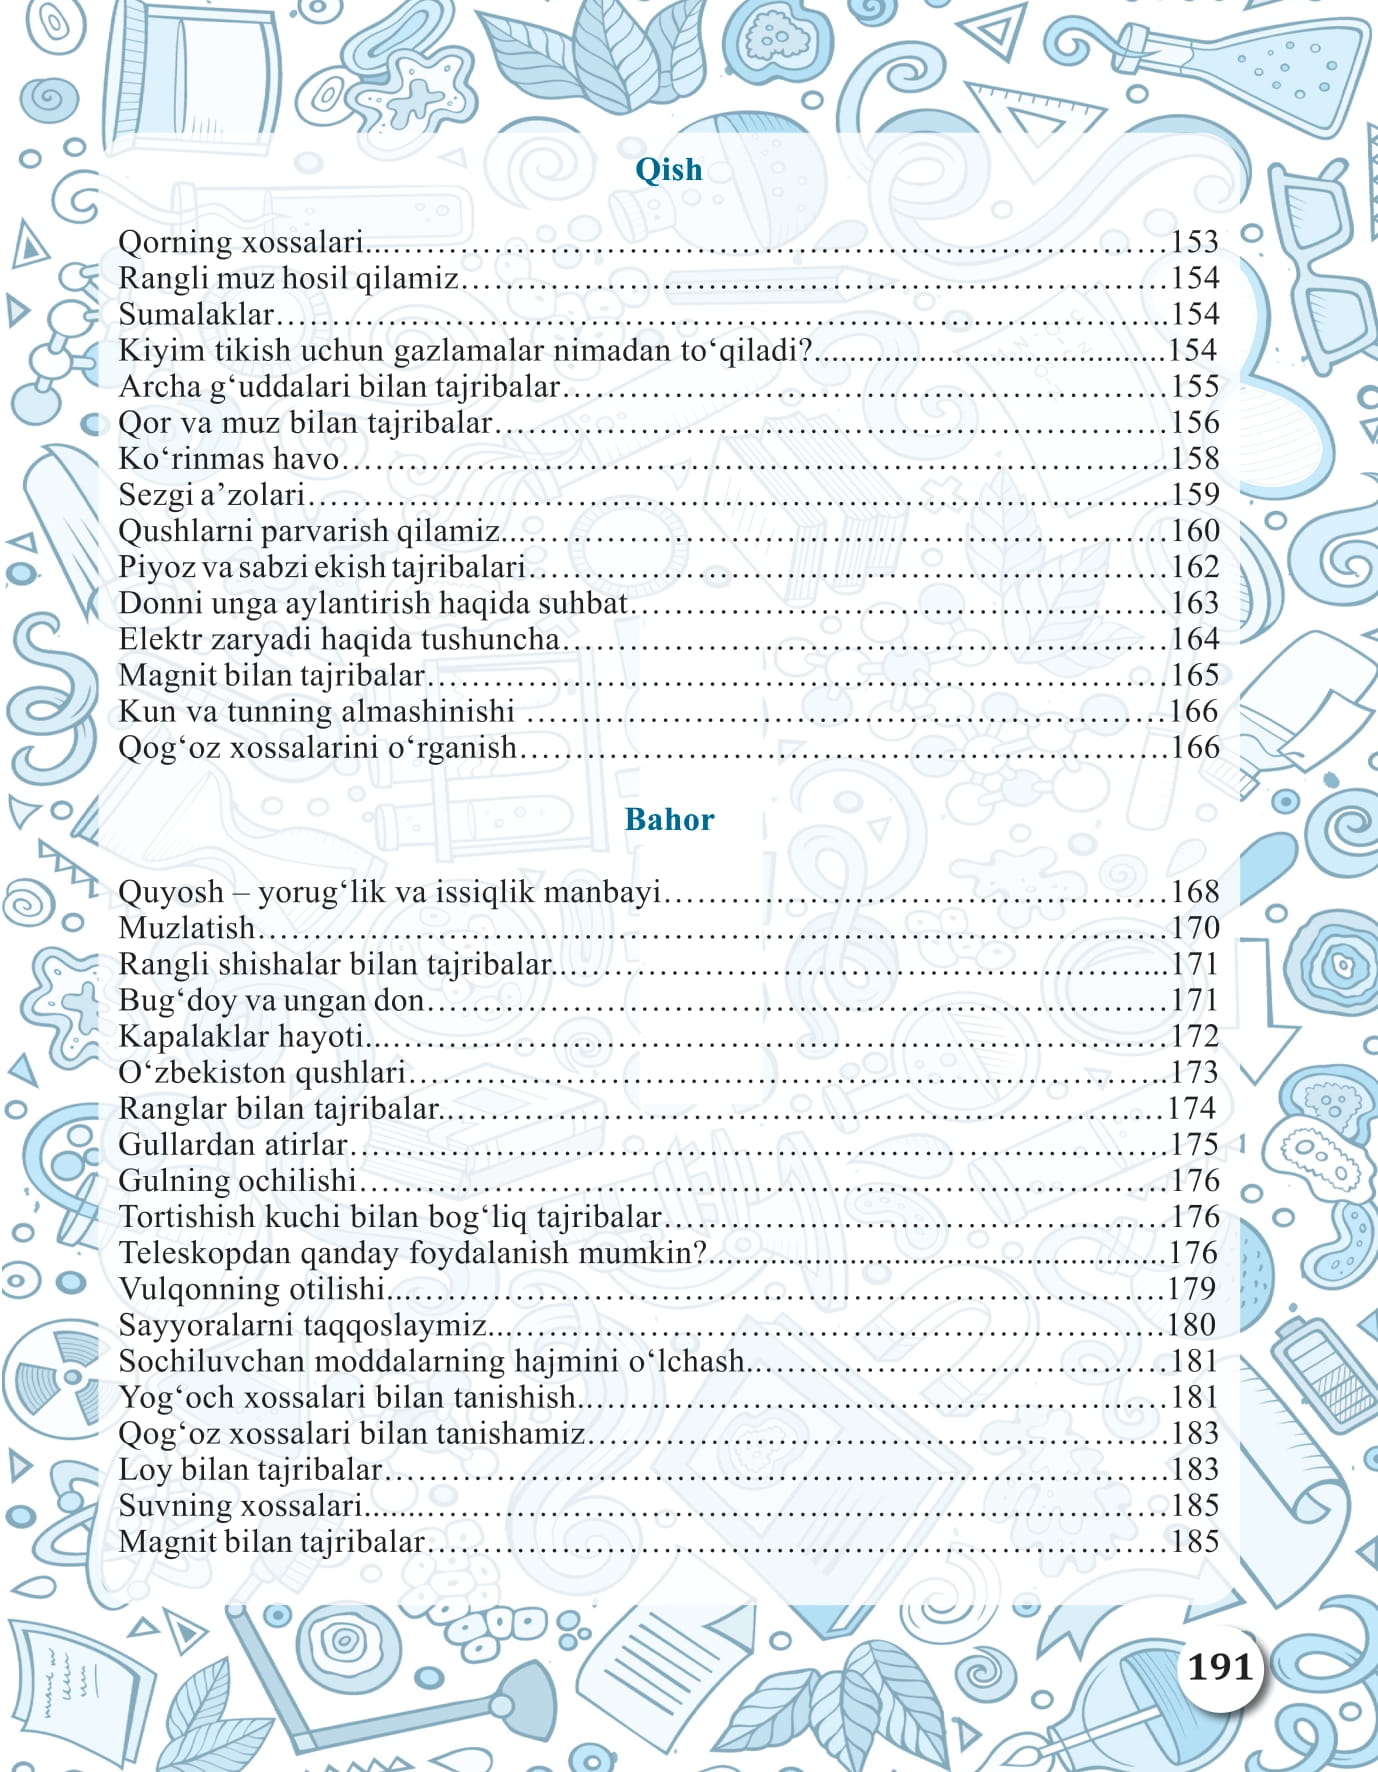 Qish
Qorning xossalari....................................................................................153
Rangli muz hosil qilamiz..........................................................................154
Sumalaklar..............................................................................................154
Kiyim tikish uchun gazlamalar nimadan to‘qiladi?........................................154
Archa g‘uddalari bilan tajribalar................................................................155
Qor va muz bilan tajribalar.......................................................................156
Ko‘rinmas havo.......................................................................................158
Sezgi a’zolari..........................................................................................159
Qushlarni parvarish qilamiz......................................................................160
Piyoz va sabzi ekish tajribalari...................................................................162
Donni unga aylantirish haqida suhbat........................................................163
Elektr zaryadi haqida tushuncha................................................................164
Magnit bilan tajribalar..............................................................................165
Kun va tunning almashinishi ....................................................................166
Qog‘oz xossalarini o‘rganish.....................................................................166
Bahor
Quyosh – yorug‘lik va issiqlik manbayi.....................................................168
Muzlatish................................................................................................170
Rangli shishalar bilan tajribalar.................................................................171
Bug‘doy va ungan don..............................................................................171
Kapalaklar hayoti....................................................................................172
O‘zbekiston qushlari................................................................................173
Ranglar bilan tajribalar.............................................................................174
Gullardan atirlar......................................................................................175
Gulning ochilishi.....................................................................................176
Tortishish kuchi bilan bog‘liq tajribalar.....................................................176
Teleskopdan qanday foydalanish mumkin?..................................................176
Vulqonning otilishi..................................................................................179
Sayyoralarni taqqoslaymiz.......................................................................180
Sochiluvchan moddalarning hajmini o‘lchash............................................181
Yog‘och xossalari bilan tanishish..............................................................181
Qog‘oz xossalari bilan tanishamiz.............................................................183
Loy bilan tajribalar..................................................................................183
Suvning xossalari....................................................................................185
Magnit bilan tajribalar..............................................................................185
191